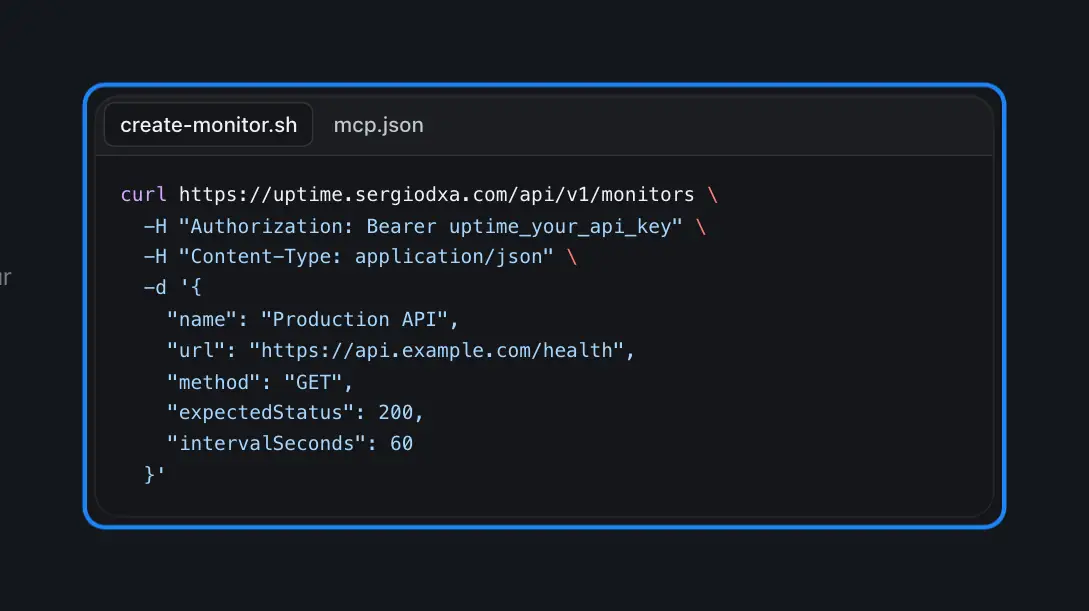 create-monitor.sh mcp.json
curl https://uptime.sergiodxa.com/api/v1/monitors \
  -H "Authorization: Bearer uptime_your_api_key" \
  -H "Content-Type: application/json" \
  -d '{
    "name": "Production API",
    "url": "https://api.example.com/health",
    "method": "GET",
    "expectedStatus": 200,
    "intervalSeconds": 60
  }'